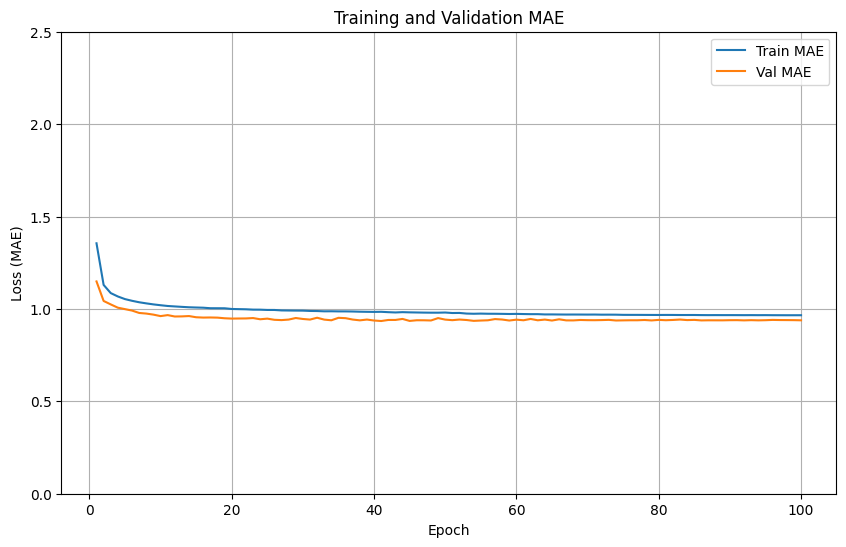 Training and Validation MAE
Train MAE
Val MAE
2.5
2.0
1.5
1.0
0.5
0.0
Loss (MAE)
0 20 40 60 80 100
Epoch